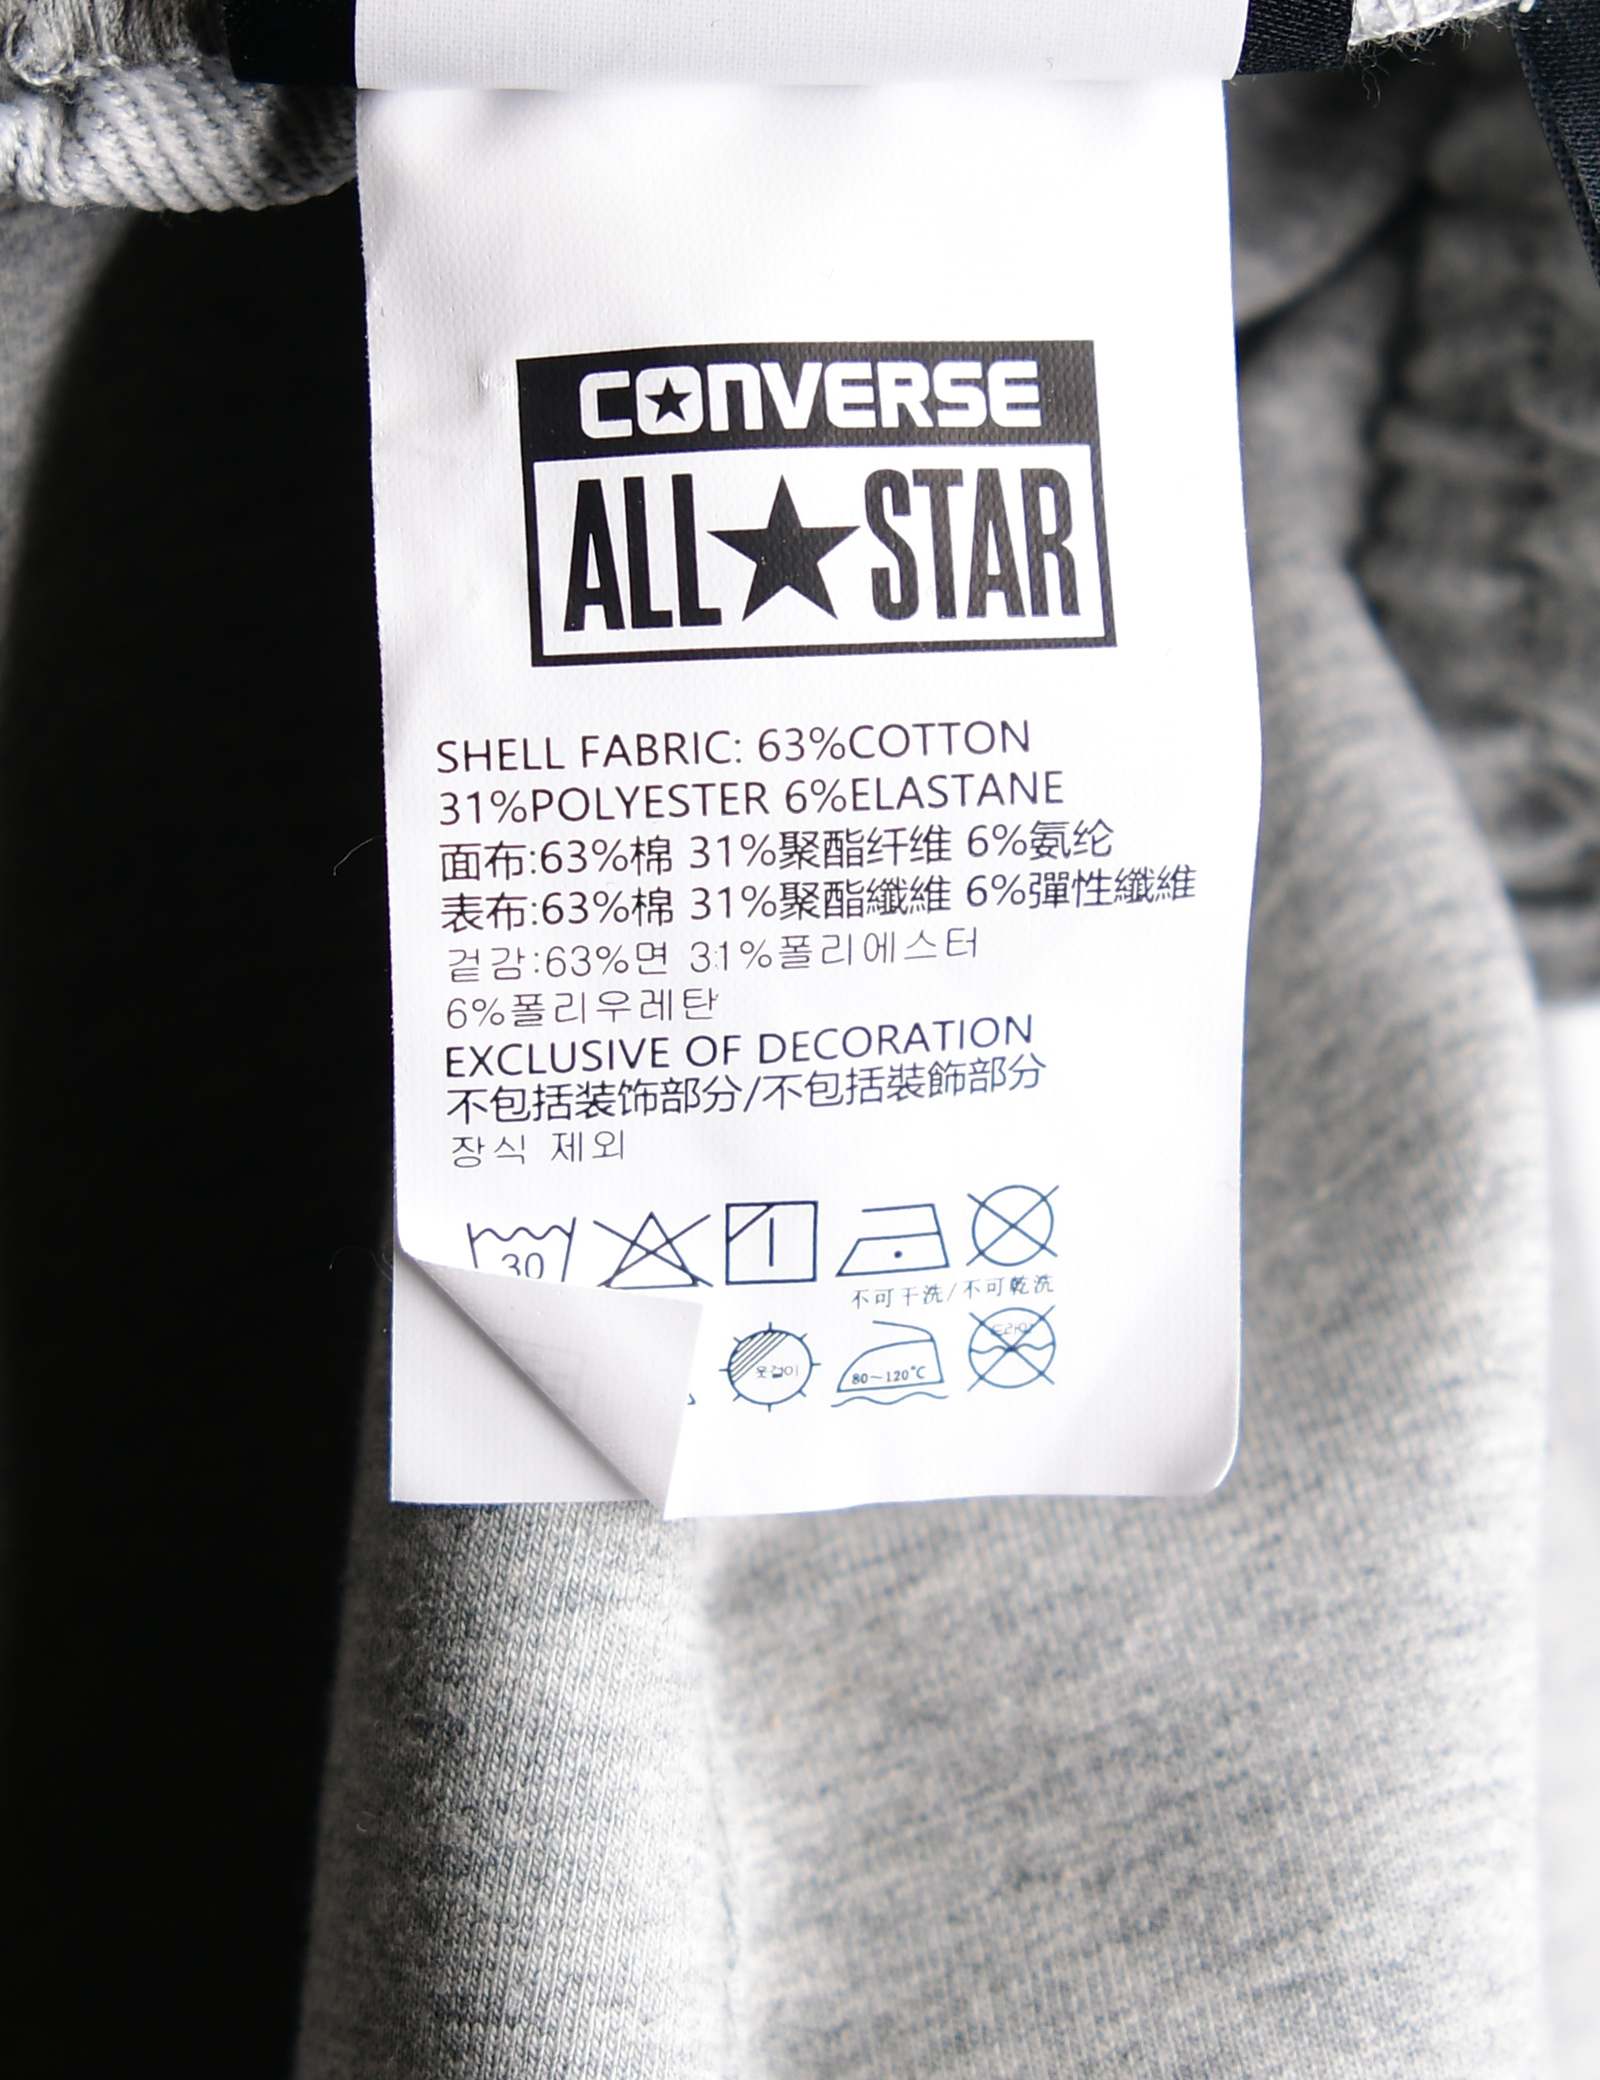 CONVERSE
ALL★STAR
SHELL FABRIC: 63%COTTON
31%POLYESTER 6%ELASTANE
面布:63%棉 31%聚酯纤维 6%氨纶
表布:63%棉 31%聚酯纖維 6%彈性纖維
겉감:63%면 31%폴리에스터
6%폴리우레탄
EXCLUSIVE OF DECORATION
不包括装饰部分/不包括裝飾部分
장식 제외
30
不可干洗/不可乾洗
옷걸이 80~120°C 드라이